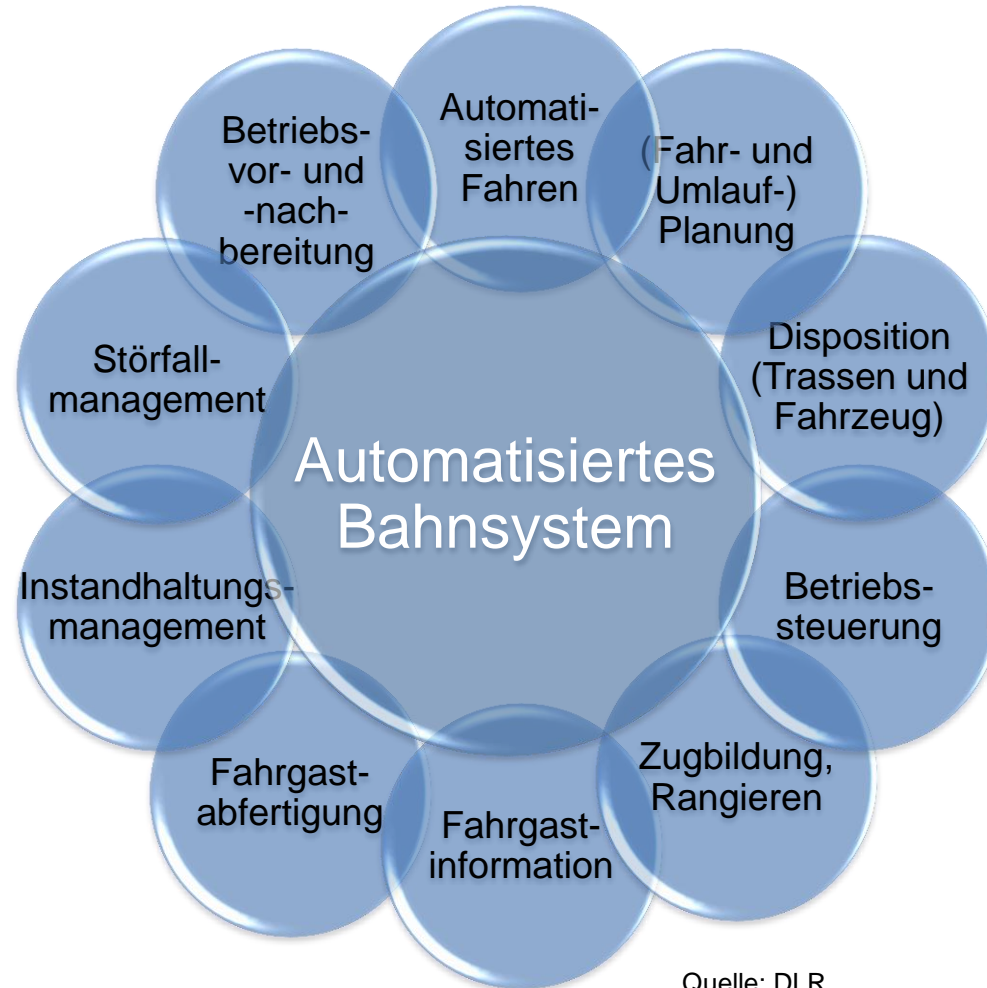 Automati-
siertes
Fahren
(Fahr- und
Umlauf-)
Planung
Disposition
(Trassen und
Fahrzeug)
Betriebs-
steuerung
Zugbildung,
Rangieren
Fahrgast-
information
Fahrgast-
abfertigung
Instandhaltungs-
management
Störfall-
management
Betriebs-
vor- und
-nach-
bereitung
Automatisiertes
Bahnsystem
Quelle: DLR